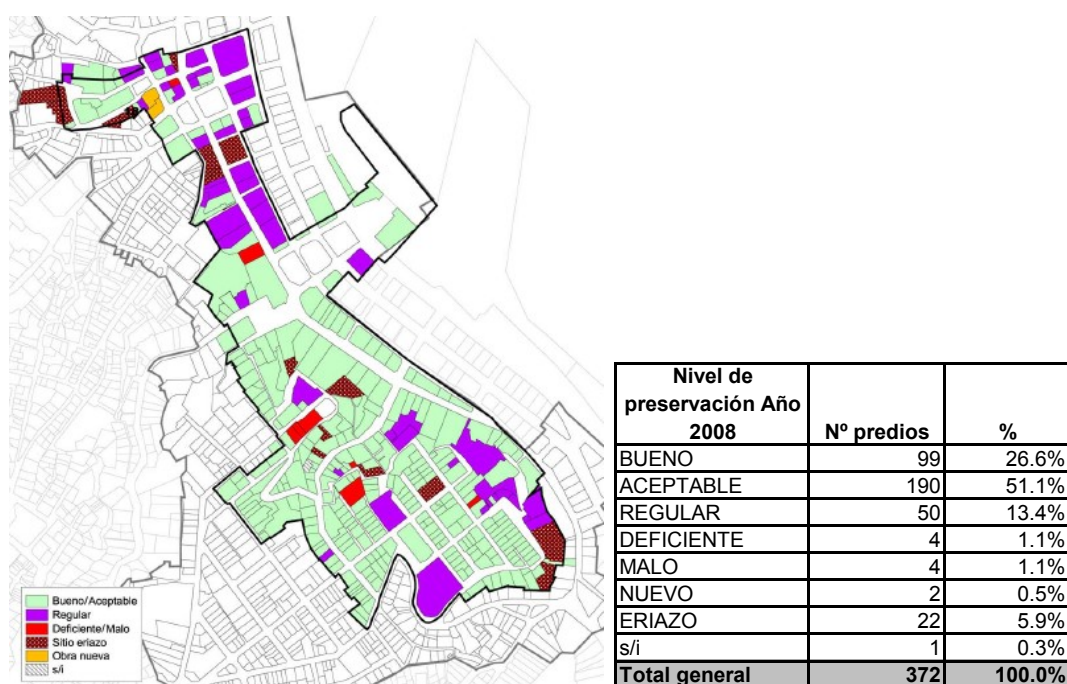 Bueno/Aceptable
Regular
Deficiente/Malo
Sitio eriazo
Obra nueva
s/i
Nivel de
preservación Año
2008 Nº predios %
BUENO 99 26.6%
ACEPTABLE 190 51.1%
REGULAR 50 13.4%
DEFICIENTE 4 1.1%
MALO 4 1.1%
NUEVO 2 0.5%
ERIAZO 22 5.9%
s/i 1 0.3%
Total general 372 100.0%